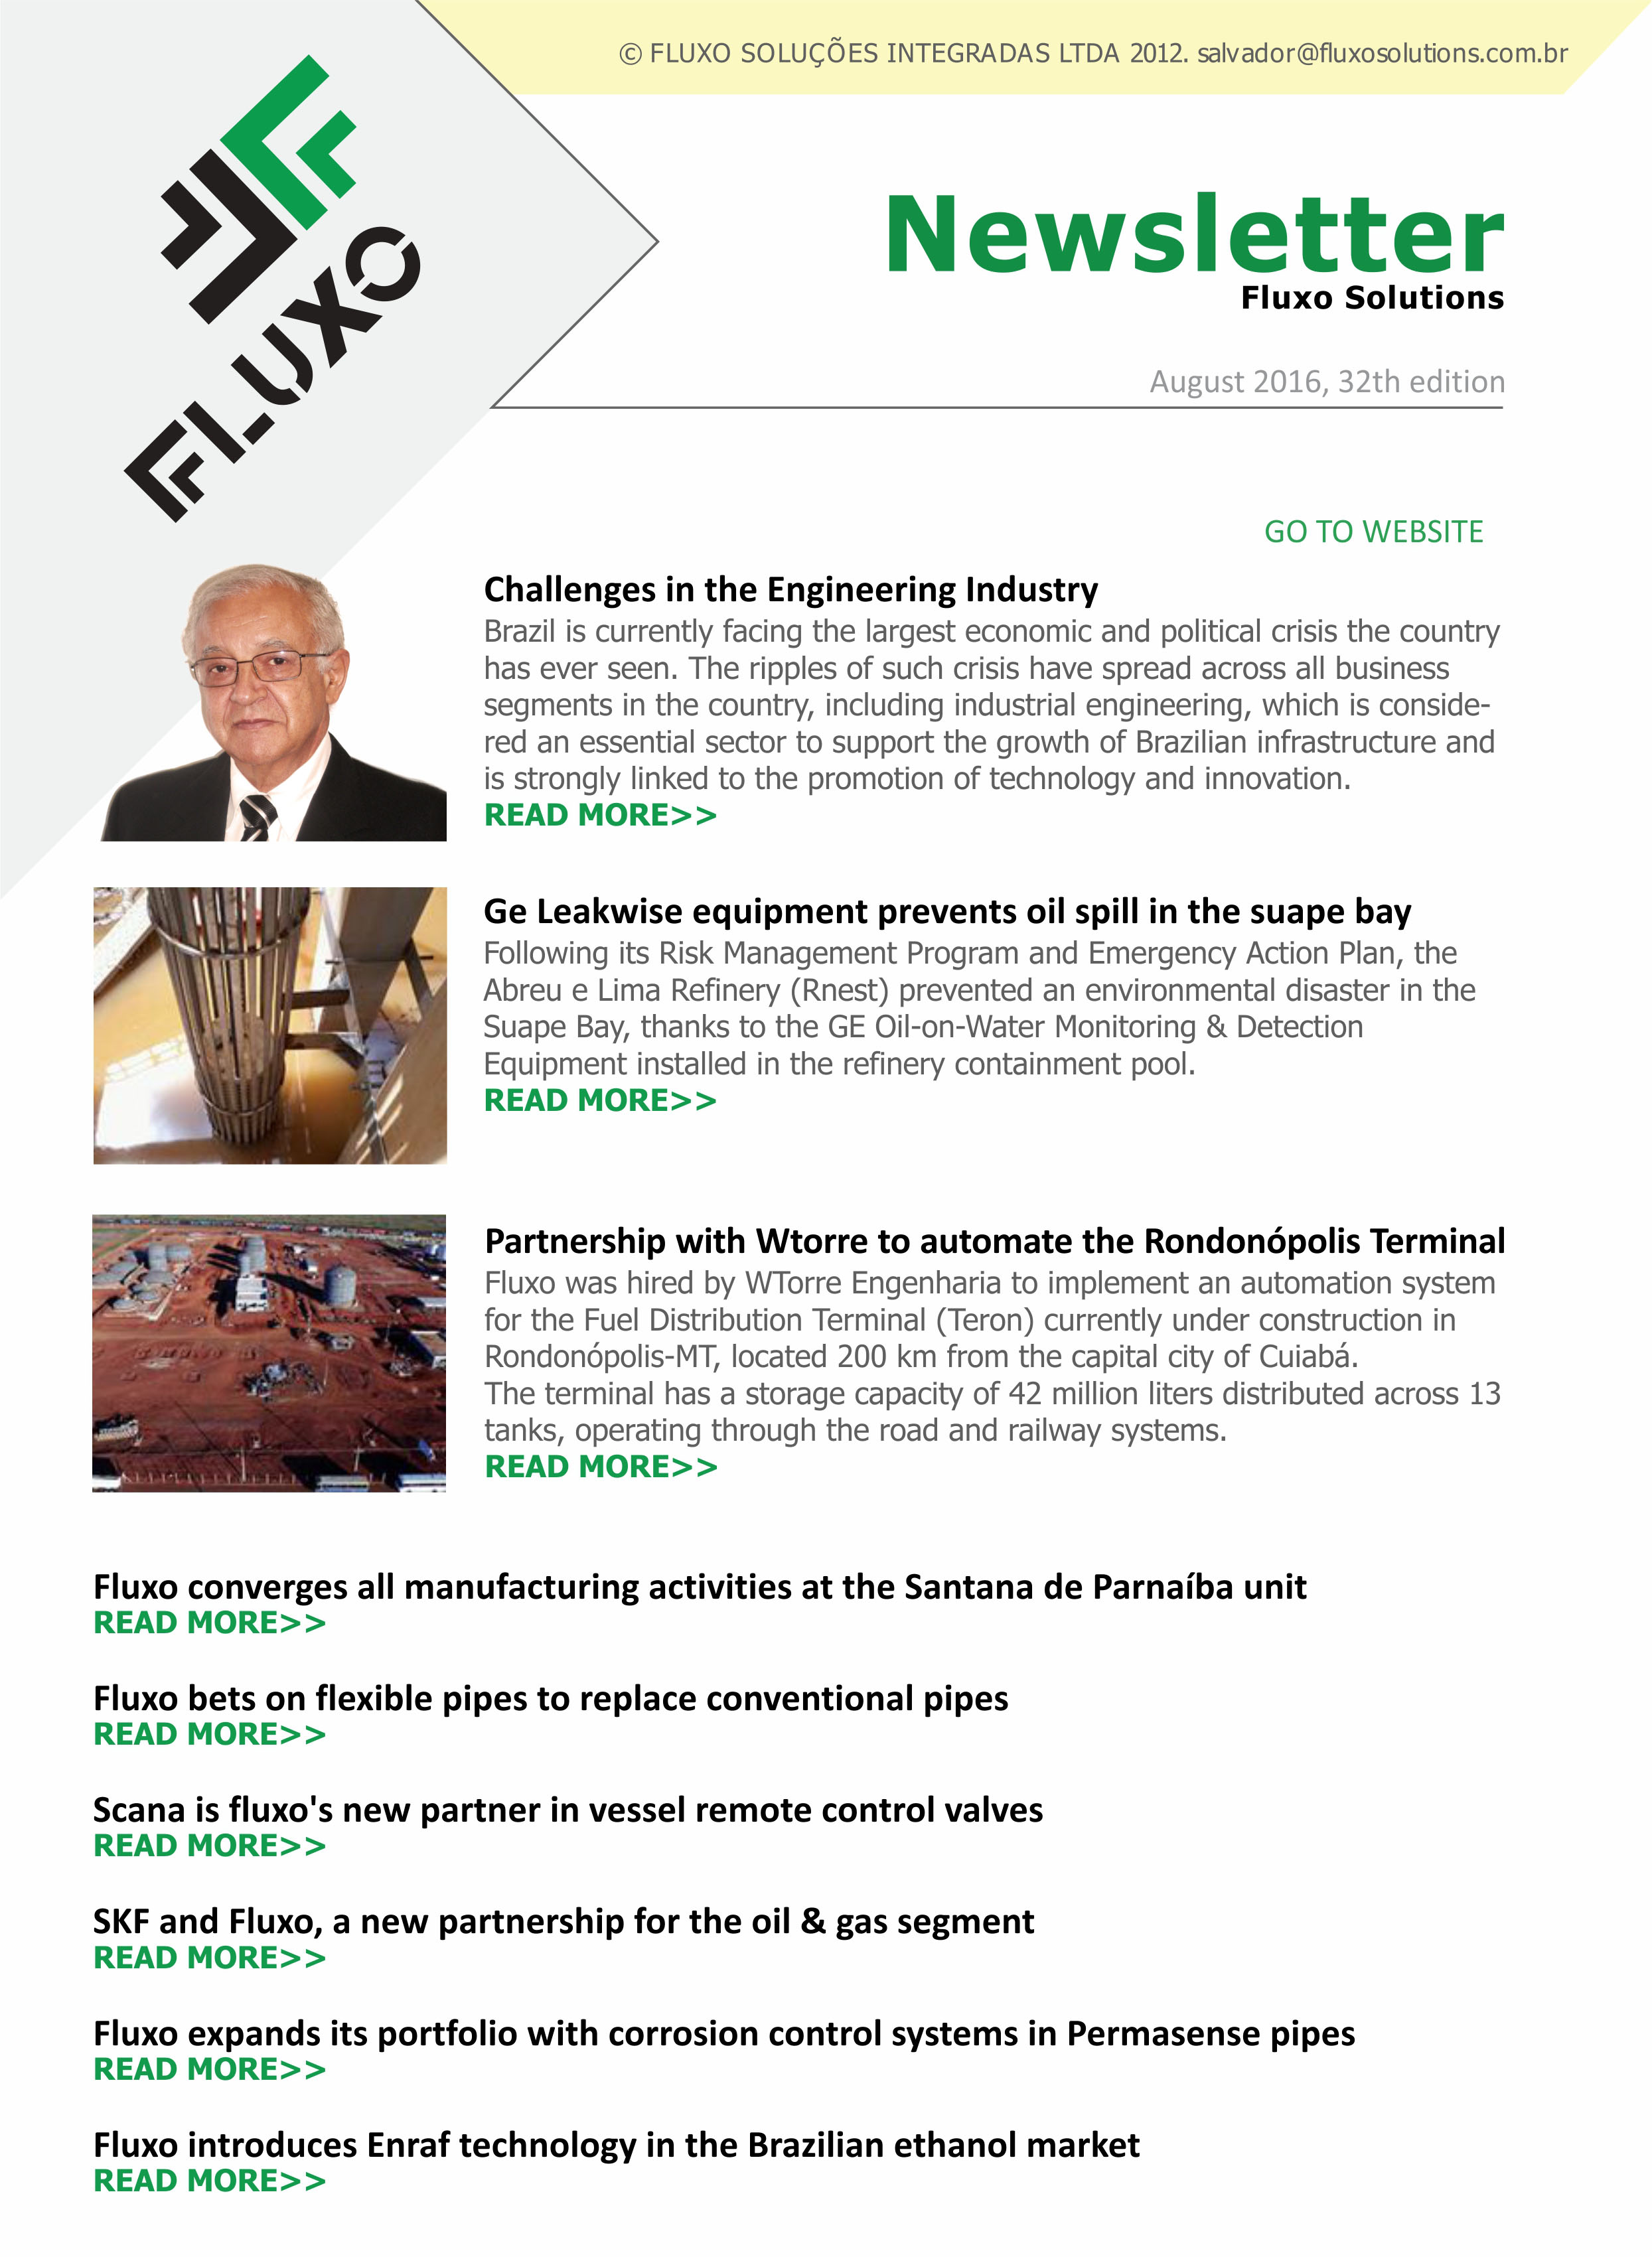 © FLUXO SOLUÇÕES INTEGRADAS LTDA 2012. salvador@fluxosolutions.com.br
FLUXO
Newsletter
Fluxo Solutions
August 2016, 32th edition
GO TO WEBSITE
Challenges in the Engineering Industry
Brazil is currently facing the largest economic and political crisis the country
has ever seen. The ripples of such crisis have spread across all business
segments in the country, including industrial engineering, which is conside-
red an essential sector to support the growth of Brazilian infrastructure and
is strongly linked to the promotion of technology and innovation.
READ MORE>>
Ge Leakwise equipment prevents oil spill in the suape bay
Following its Risk Management Program and Emergency Action Plan, the
Abreu e Lima Refinery (Rnest) prevented an environmental disaster in the
Suape Bay, thanks to the GE Oil-on-Water Monitoring & Detection
Equipment installed in the refinery containment pool.
READ MORE>>
Partnership with Wtorre to automate the Rondonópolis Terminal
Fluxo was hired by WTorre Engenharia to implement an automation system
for the Fuel Distribution Terminal (Teron) currently under construction in
Rondonópolis-MT, located 200 km from the capital city of Cuiabá.
The terminal has a storage capacity of 42 million liters distributed across 13
tanks, operating through the road and railway systems.
READ MORE>>
Fluxo converges all manufacturing activities at the Santana de Parnaíba unit
READ MORE>>
Fluxo bets on flexible pipes to replace conventional pipes
READ MORE>>
Scana is fluxo's new partner in vessel remote control valves
READ MORE>>
SKF and Fluxo, a new partnership for the oil & gas segment
READ MORE>>
Fluxo expands its portfolio with corrosion control systems in Permasense pipes
READ MORE>>
Fluxo introduces Enraf technology in the Brazilian ethanol market
READ MORE>>